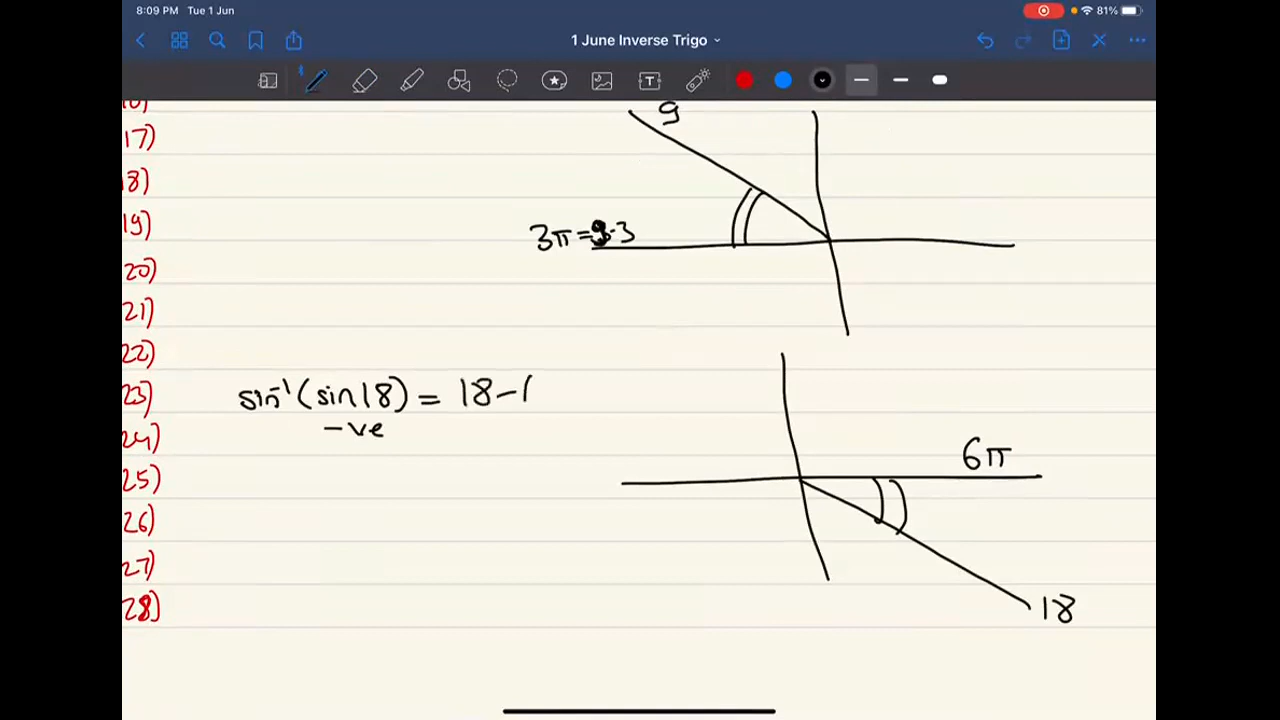 8:09 PM Tue 1 Jun
81%
1 June Inverse Trigo
17)
18)
19)
20)
21)
22)
23)
24)
25)
26)
27)
28)
9
3π = 9.3
sin⁻¹(sin18) = 18-
-ve
6π
18